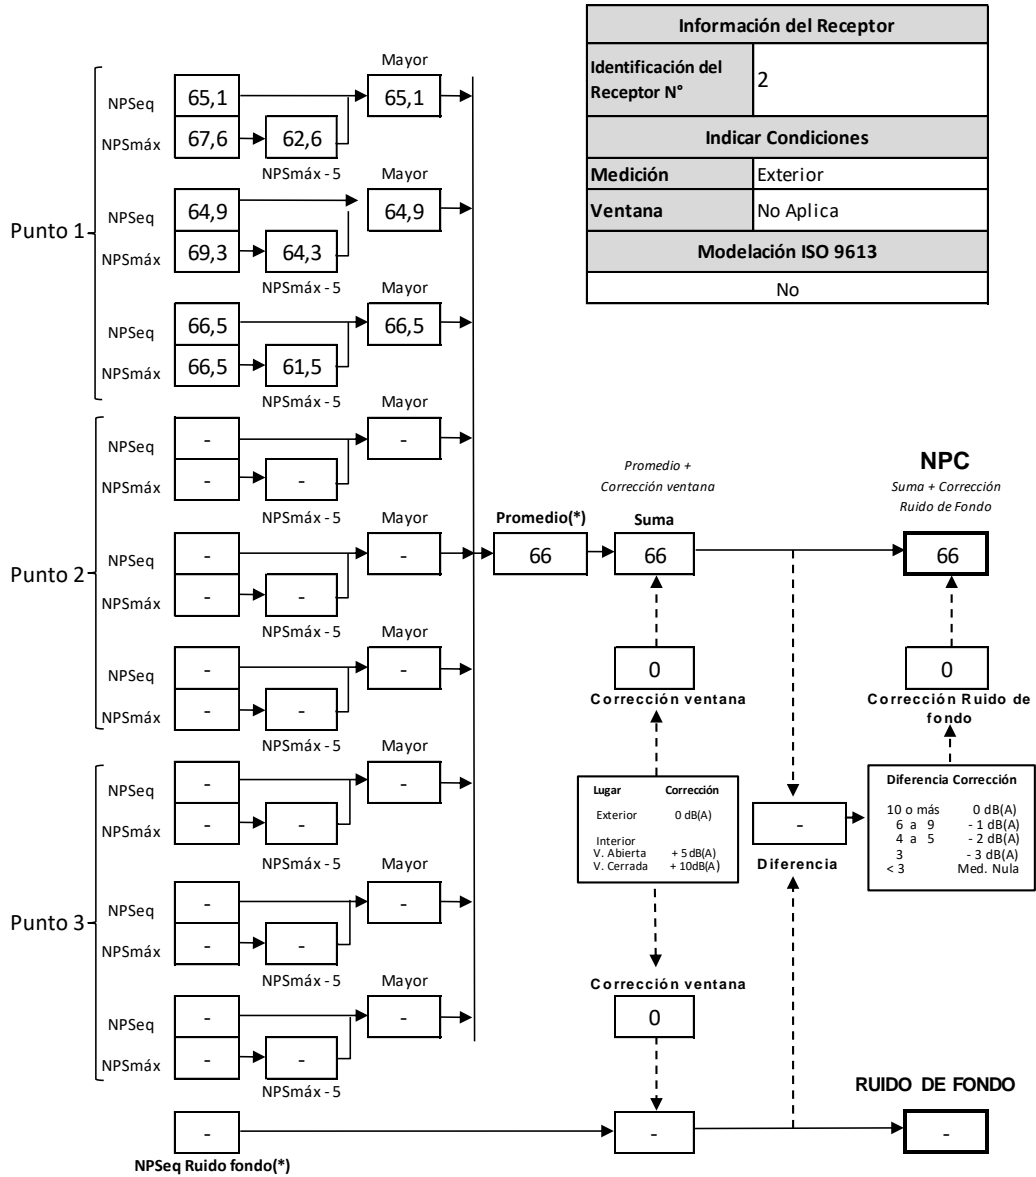 Información del Receptor
Identificación del Receptor N°
2
Indicar Condiciones
Medición
Exterior
Ventana
No Aplica
Modelación ISO 9613
No
Punto 1
Mayor
NPSeq
65,1
65,1
NPSmáx
67,6
62,6
NPSmáx - 5
Mayor
NPSeq
64,9
64,9
NPSmáx
69,3
64,3
NPSmáx - 5
Mayor
NPSeq
66,5
66,5
NPSmáx
66,5
61,5
NPSmáx - 5
Punto 2
Mayor
NPSeq
-
-
NPSmáx
-
-
NPSmáx - 5
Mayor
NPSeq
-
-
NPSmáx
-
-
NPSmáx - 5
Mayor
NPSeq
-
-
NPSmáx
-
-
NPSmáx - 5
Punto 3
Mayor
NPSeq
-
-
NPSmáx
-
-
NPSmáx - 5
Mayor
NPSeq
-
-
NPSmáx
-
-
NPSmáx - 5
Mayor
NPSeq
-
-
NPSmáx
-
-
NPSmáx - 5
-
NPSeq Ruido fondo(*)
Promedio(*)
66
Promedio +
Corrección ventana
Suma
66
0
Corrección ventana
Lugar Corrección
Exterior 0 dB(A)
Interior
V. Abierta + 5 dB(A)
V. Cerrada + 10dB(A)
Corrección ventana
0
-
NPC
Suma + Corrección
Ruido de Fondo
66
0
Corrección Ruido de
fondo
-
Diferencia
Diferencia Corrección
10 o más 0 dB(A)
6 a 9 - 1 dB(A)
4 a 5 - 2 dB(A)
3 - 3 dB(A)
< 3 Med. Nula
RUIDO DE FONDO
-